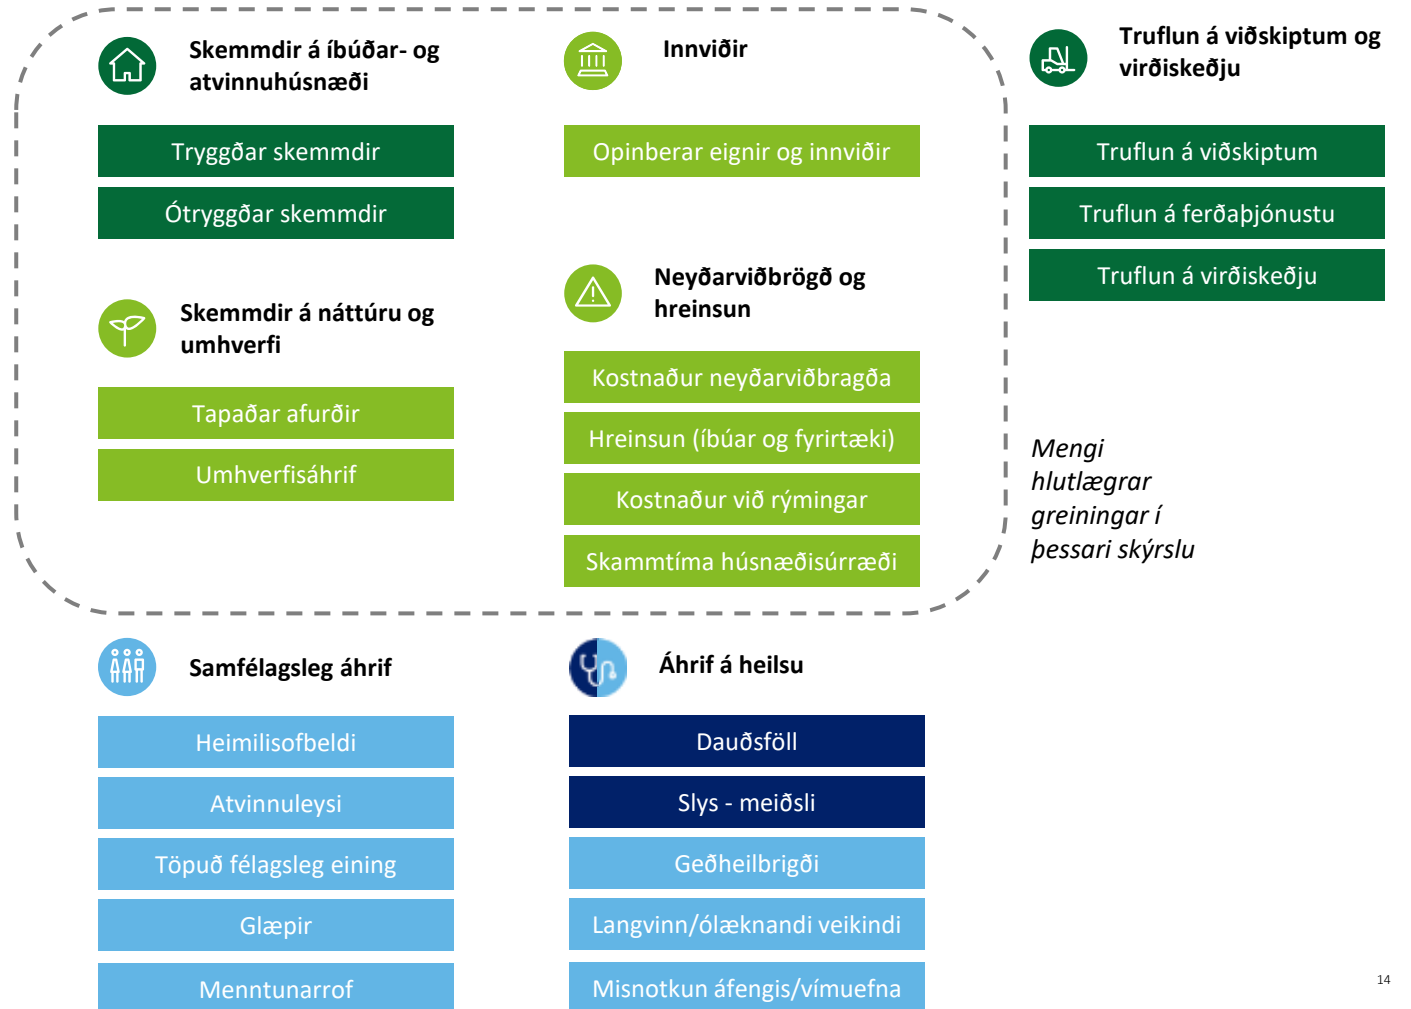 Skemmdir á íbúðar- og
atvinnuhúsnæði
Tryggðar skemmdir
Ótryggðar skemmdir
Innviðir
Opinberar eignir og innviðir
Truflun á viðskiptum og
virðiskeðju
Truflun á viðskiptum
Truflun á ferðaþjónustu
Truflun á virðiskeðju
Skemmdir á náttúru og
umhverfi
Tapaðar afurðir
Umhverfisáhrif
Neyðarviðbrögð og
hreinsun
Kostnaður neyðarviðbragða
Hreinsun (íbúar og fyrirtæki)
Kostnaður við rýmingar
Skammtíma húsnæðisúrræði
Mengi
hlutlægrar
greiningar í
þessari skýrslu
Samfélagsleg áhrif
Heimilisofbeldi
Atvinnuleysi
Töpuð félagsleg eining
Glæpir
Menntunarrof
Áhrif á heilsu
Dauðsföll
Slys - meiðsli
Geðheilbrigði
Langvinn/ólæknandi veikindi
Misnotkun áfengis/vímuefna
14